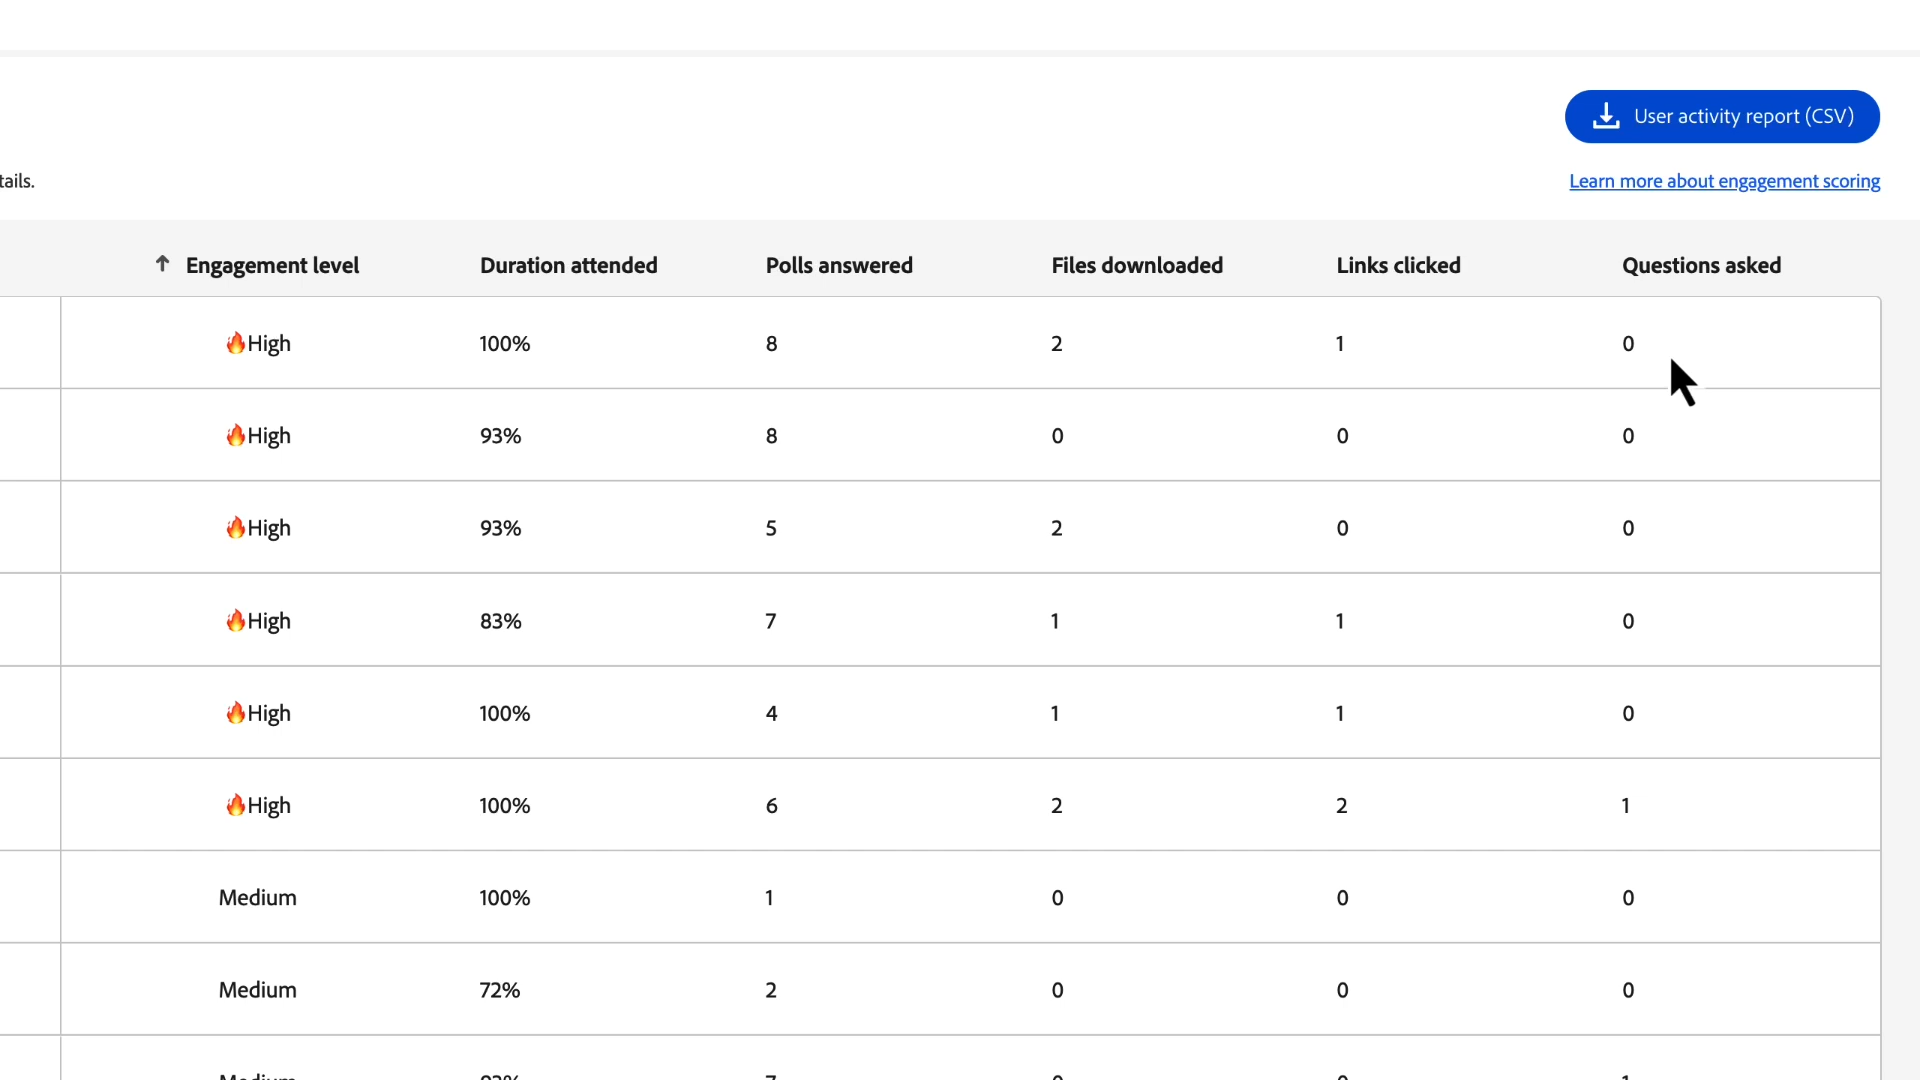 User activity report (CSV)
tails.
Learn more about engagement scoring
Engagement level Duration attended Polls answered Files downloaded Links clicked Questions asked
High 100% 8 2 1 0
High 93% 8 0 0 0
High 93% 5 2 0 0
High 83% 7 1 1 0
High 100% 4 1 1 0
High 100% 6 2 2 1
Medium 100% 1 0 0 0
Medium 72% 2 0 0 0